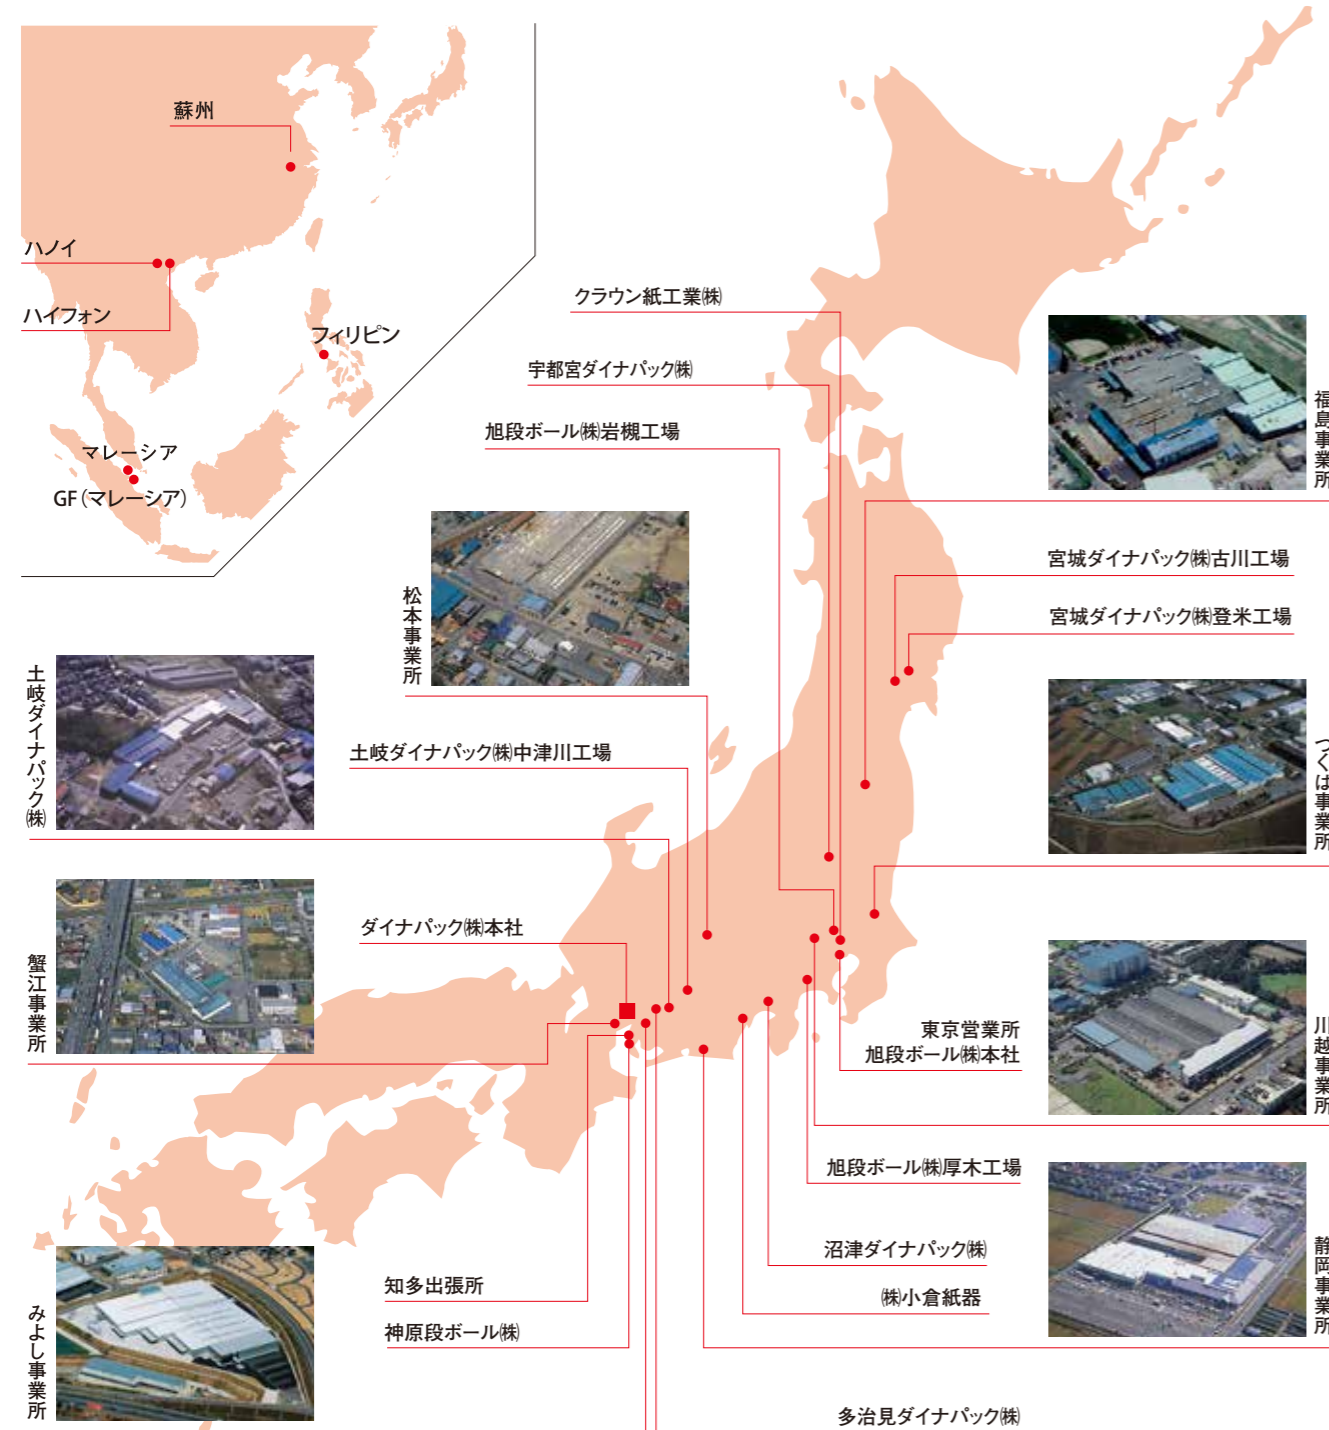 蘇州
ハノイ
ハイフォン
フィリピン
マレーシア
GF（マレーシア）
クラウン紙工業㈱
宇都宮ダイナパック㈱
旭段ボール㈱岩槻工場
福島事業所
宮城ダイナパック㈱古川工場
宮城ダイナパック㈱登米工場
松本事業所
土岐ダイナパック㈱
土岐ダイナパック㈱中津川工場
つくば事業所
ダイナパック㈱本社
蟹江事業所
東京営業所
旭段ボール㈱本社
川越事業所
旭段ボール㈱厚木工場
沼津ダイナパック㈱
㈱小倉紙器
静岡事業所
知多出張所
神原段ボール㈱
みよし事業所
多治見ダイナパック㈱